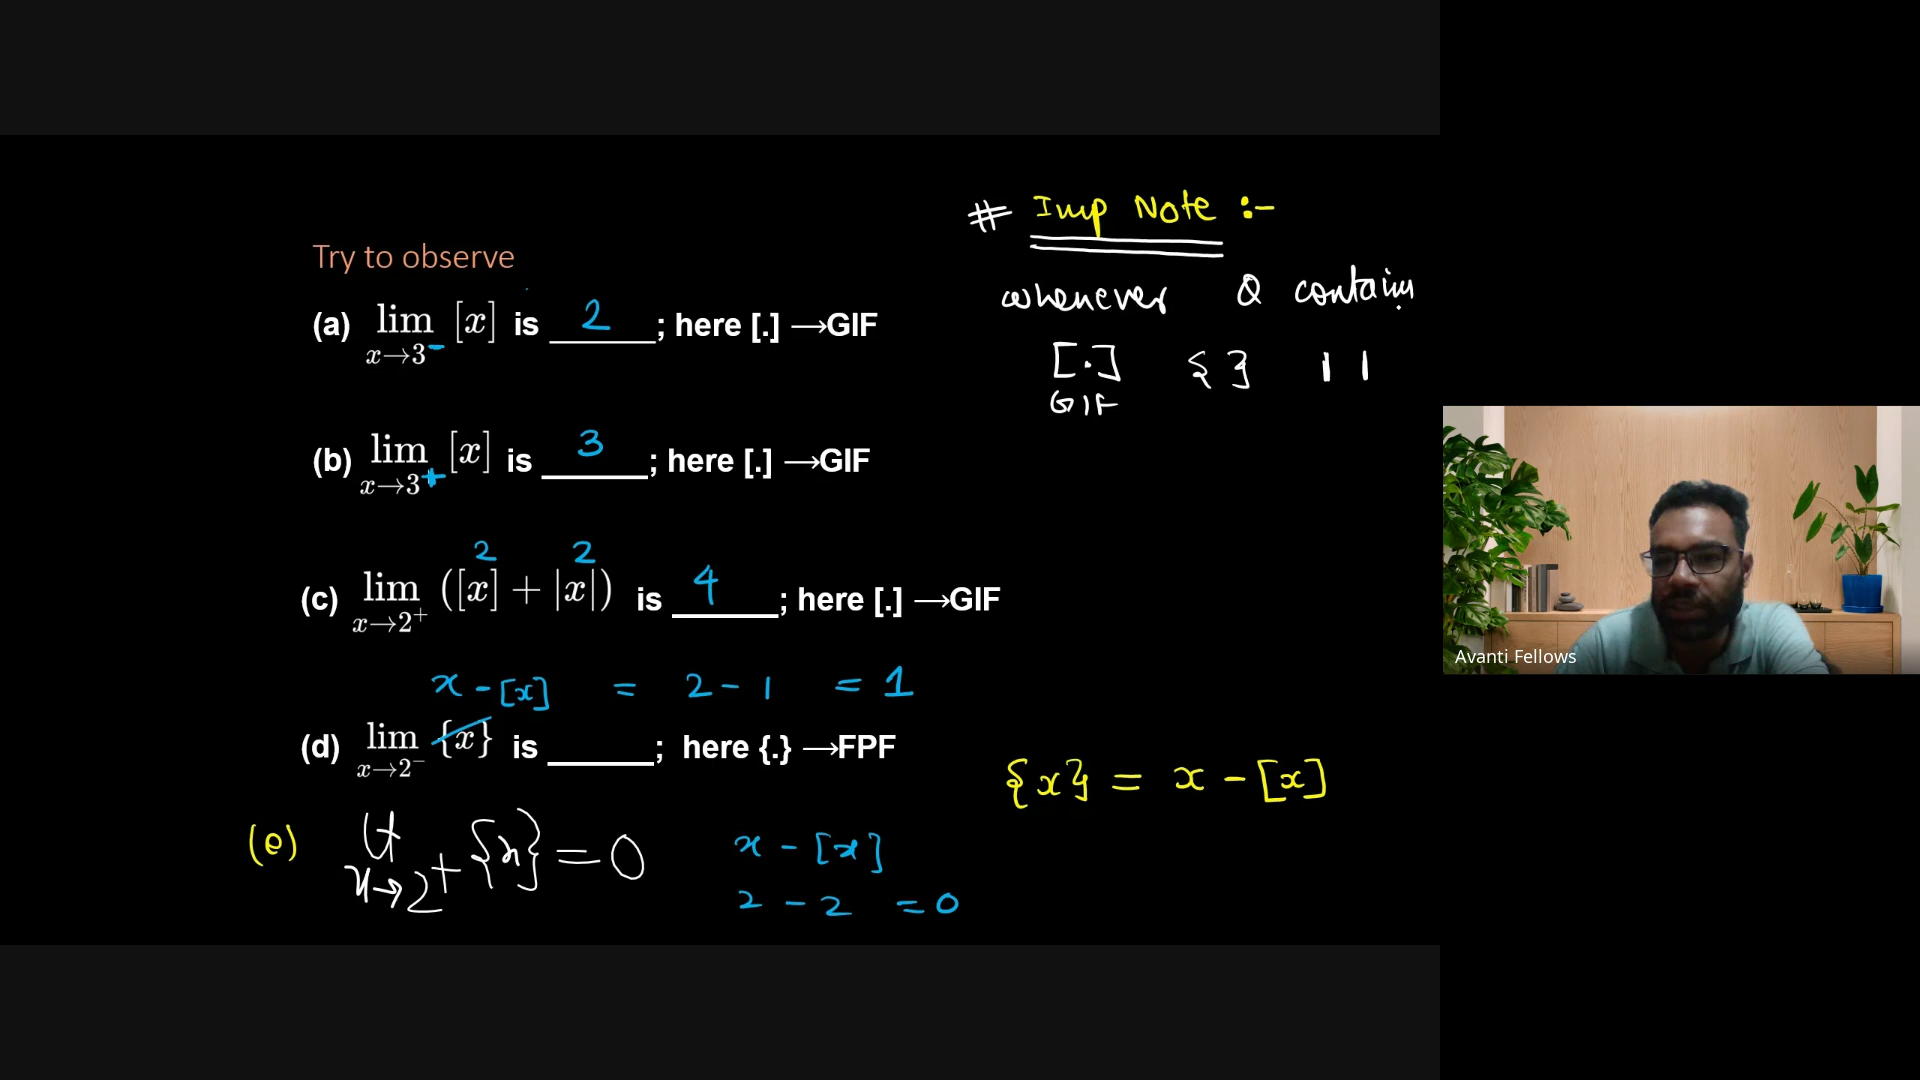 Try to observe
(a) lim x→3⁻ [x] is 2 ; here [.] →GIF
(b) lim x→3⁺ [x] is 3 ; here [.] →GIF
2 2
(c) lim x→2⁺ ([x] + |x|) is 4 ; here [.] →GIF
x - [x] = 2 - 1 = 1
(d) lim x→2⁻ {x} is ______; here {.} →FPF
(e) lt x→2+ {x} = 0
x - [x]
2 - 2 = 0
# Imp Note :-
whenever Q contains
[.] { } | |
GIF
{x} = x - [x]
Avanti Fellows